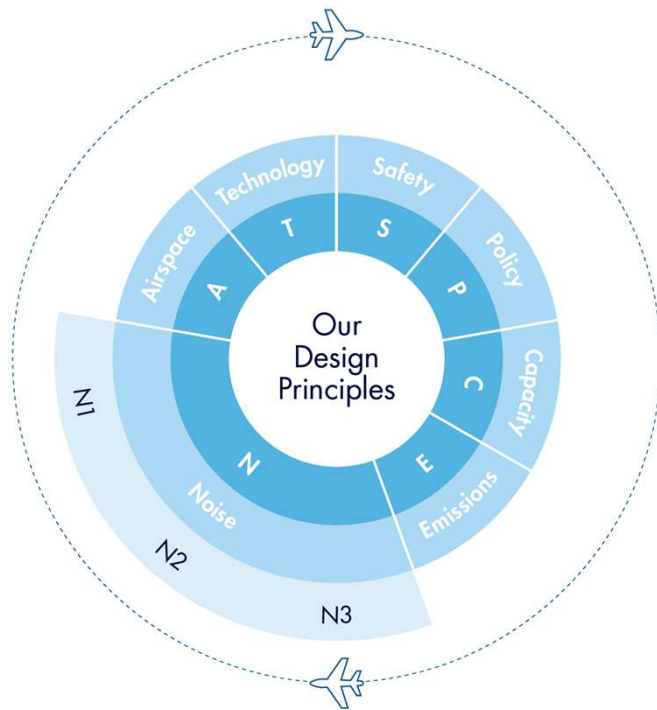 Our
Design
Principles
Safety
S
Policy
P
Capacity
C
Emissions
E
Noise
N
N1
N2
N3
Airspace
A
Technology
T